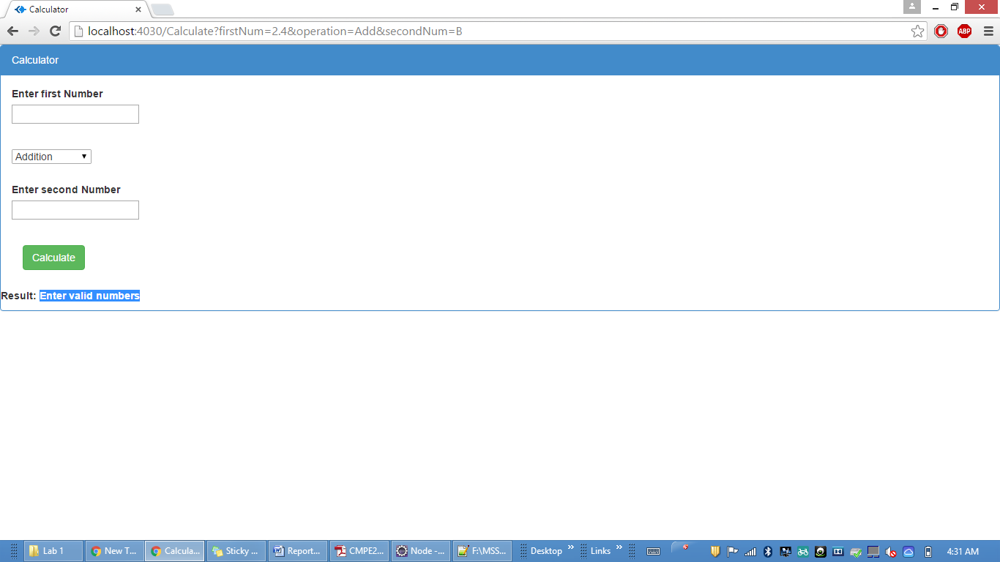 Calculator
localhost:4030/Calculate?firstNum=2.4&operation=Add&secondNum=B
ABP
Calculator
Enter first Number
Addition
Enter second Number
Calculate
Result: Enter valid numbers
Lab 1 New T... Calcula... Sticky ... Report... CMPE2... Node -... F:\MSS... Desktop » Links » 4:31 AM